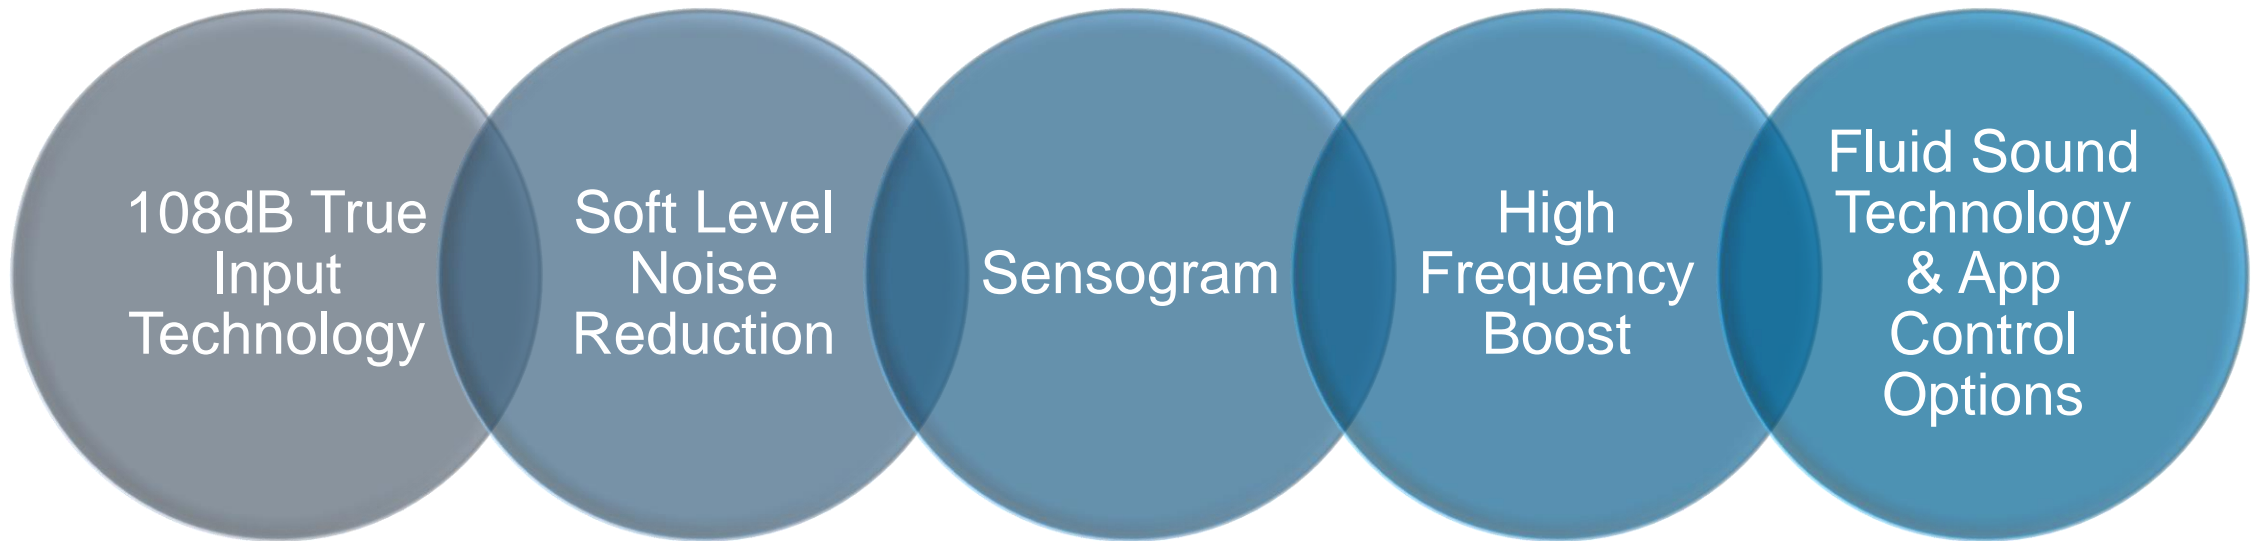 108dB True
Input
Technology
Soft Level
Noise
Reduction
Sensogram
High
Frequency
Boost
Fluid Sound
Technology
& App
Control
Options